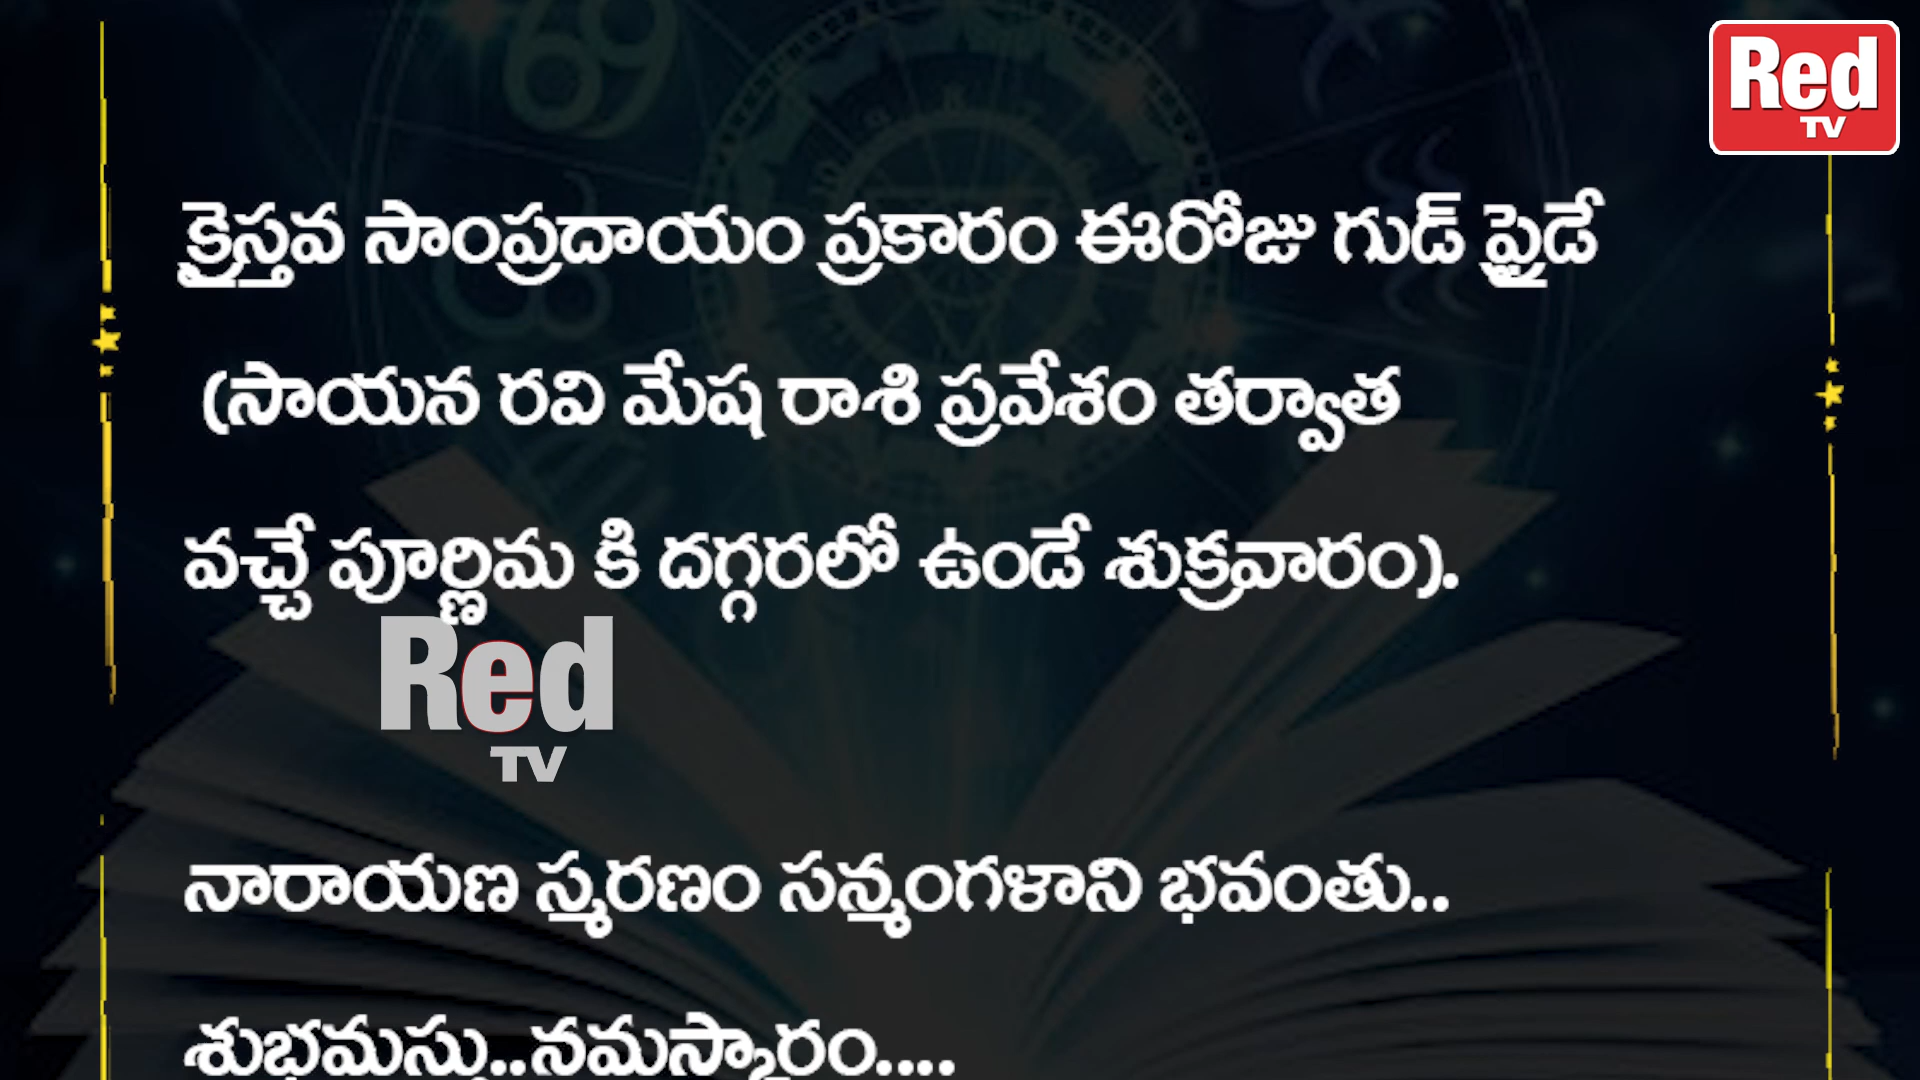 Red
TV
క్రైస్తవ సాంప్రదాయం ప్రకారం ఈరోజు గుడ్ ఫ్రైడే
(సాయన రవి మేష రాశి ప్రవేశం తర్వాత
వచ్చే పూర్ణిమ కి దగ్గరలో ఉండే శుక్రవారం).
Red
TV
నారాయణ స్మరణం సన్మంగళాని భవంతు..
శుభమస్తు..నమస్కారం....